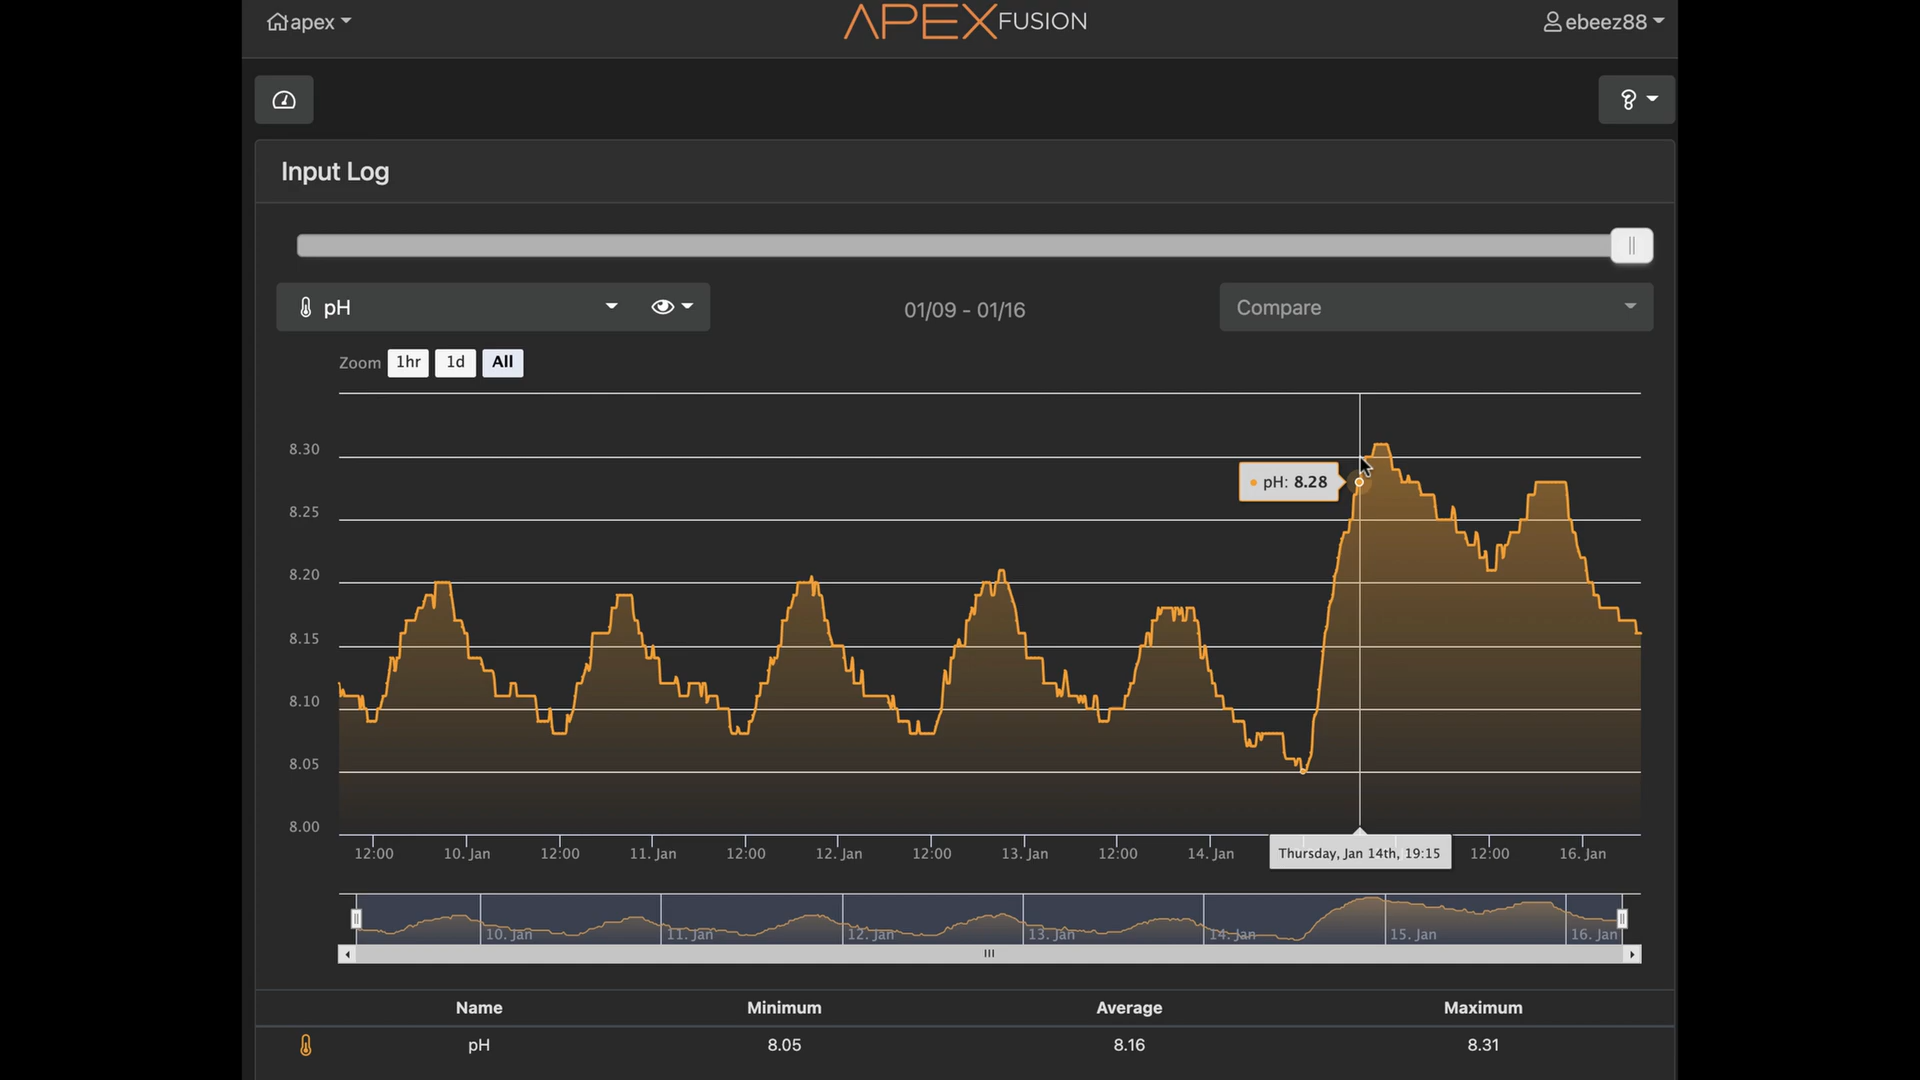 apex
APEX FUSION
ebeez88
Input Log
pH
01/09 - 01/16
Compare
Zoom 1hr 1d All
8.30
pH: 8.28
8.25
8.20
8.15
8.10
8.05
8.00
12:00 10. Jan 12:00 11. Jan 12:00 12. Jan 12:00 13. Jan 12:00 14. Jan Thursday, Jan 14th, 19:15 12:00 16. Jan
10. Jan 11. Jan 12. Jan 13. Jan 14. Jan 15. Jan 16. Jan
Name Minimum Average Maximum
pH 8.05 8.16 8.31